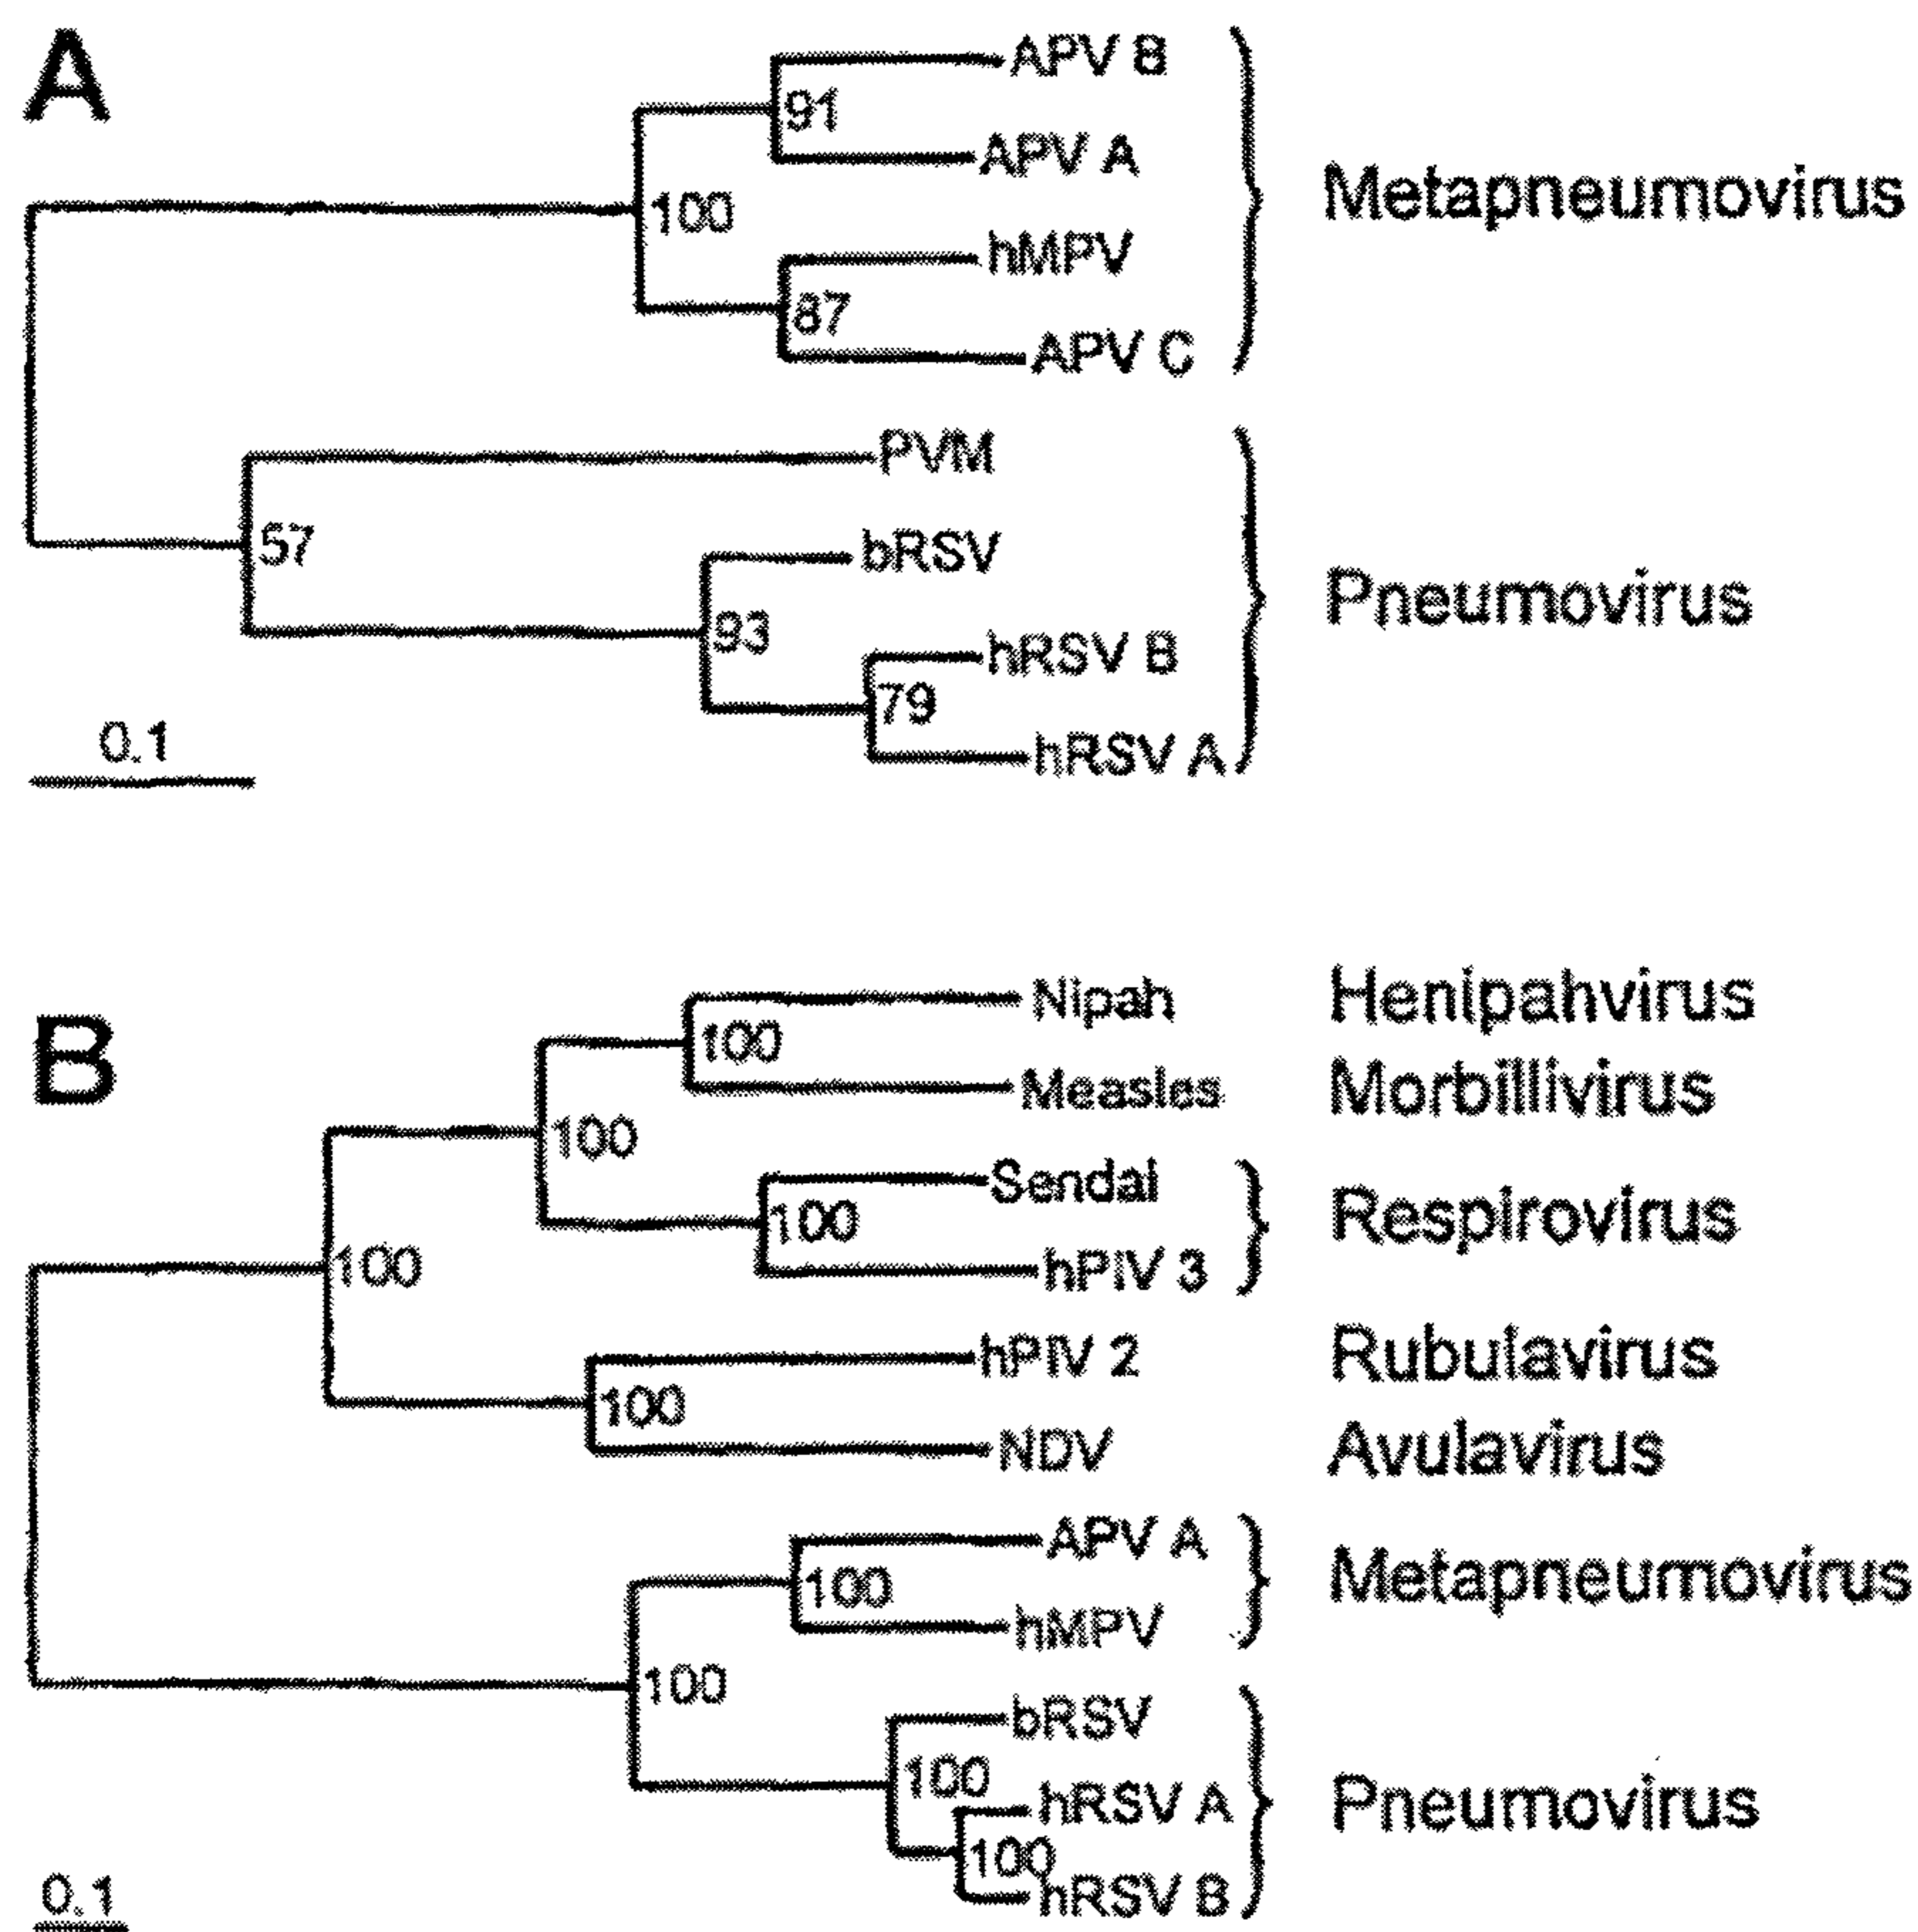 A
APV B
91
APV A
Metapneumovirus
100
hMPV
87
APV C
PVM
57
bRSV
93
Pneumovirus
hRSV B
79
0.1
hRSV A
B
Nipah
Henipahvirus
100
Measles
Morbillivirus
100
Sendai
100
Respirovirus
hPIV 3
100
hPIV 2
Rubulavirus
100
NDV
Avulavirus
APV A
100
Metapneumovirus
hMPV
100
bRSV
100
hRSV A
Pneumovirus
100
hRSV B
0.1